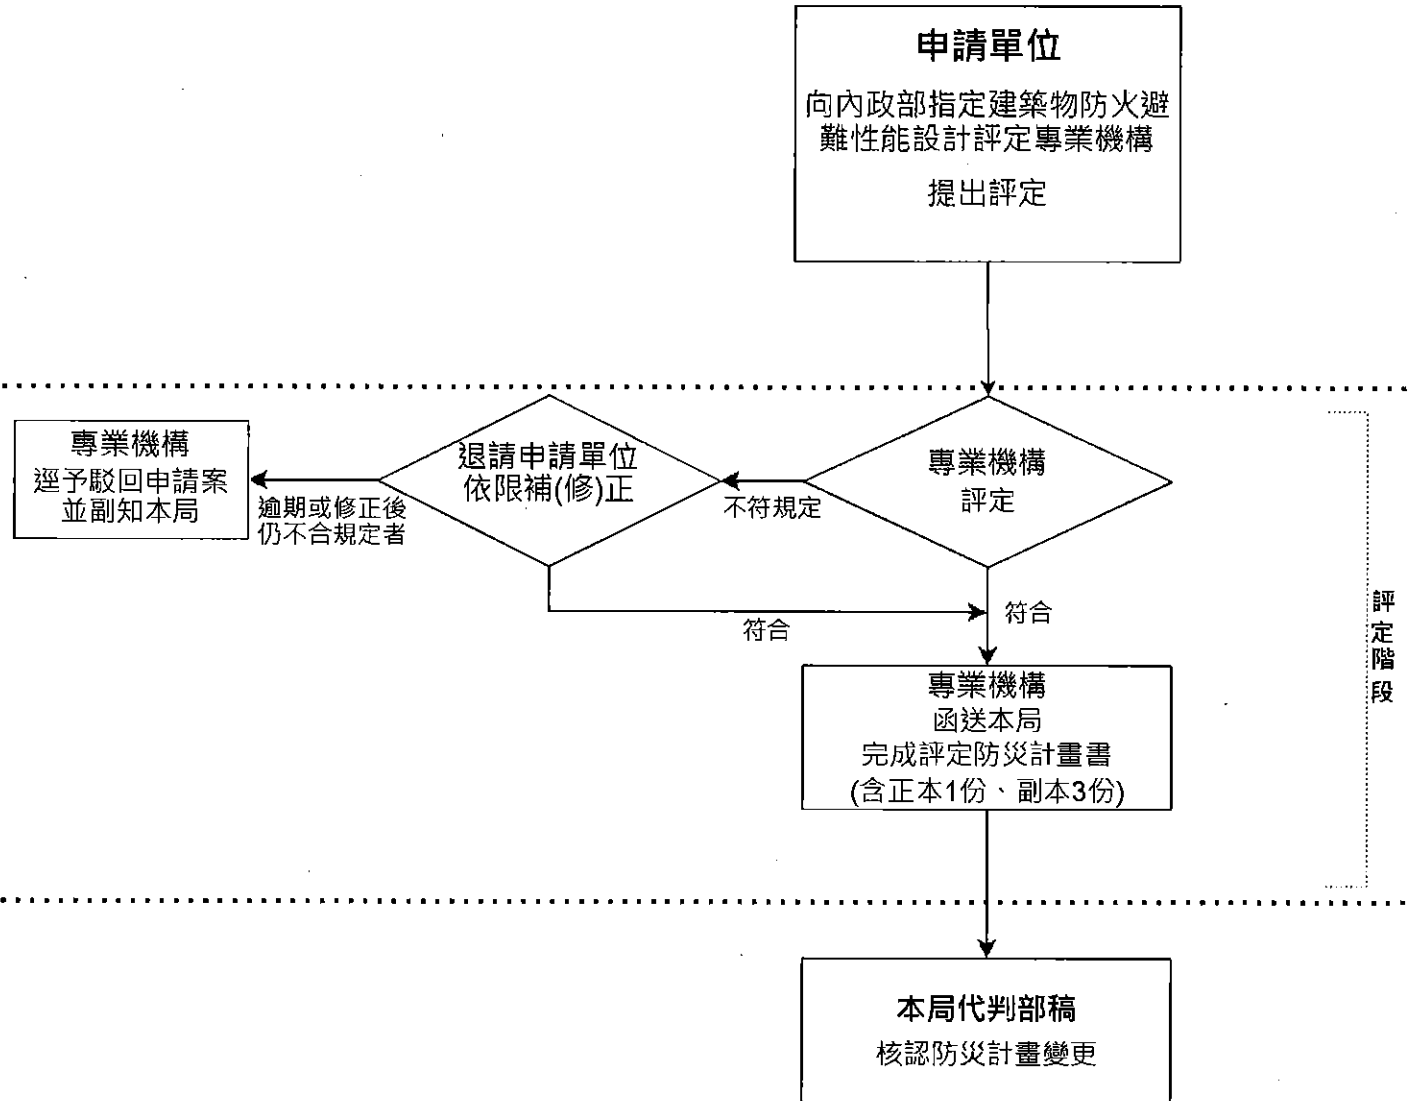 申請單位
向內政部指定建築物防火避
難性能設計評定專業機構
提出評定
專業機構
逕予駁回申請案
並副知本局
逾期或修正後
仍不合規定者
退請申請單位
依限補(修)正
不符規定
專業機構
評定
符合
符合
專業機構
函送本局
完成評定防災計畫書
(含正本1份、副本3份)
評定階段
本局代判部稿
核認防災計畫變更